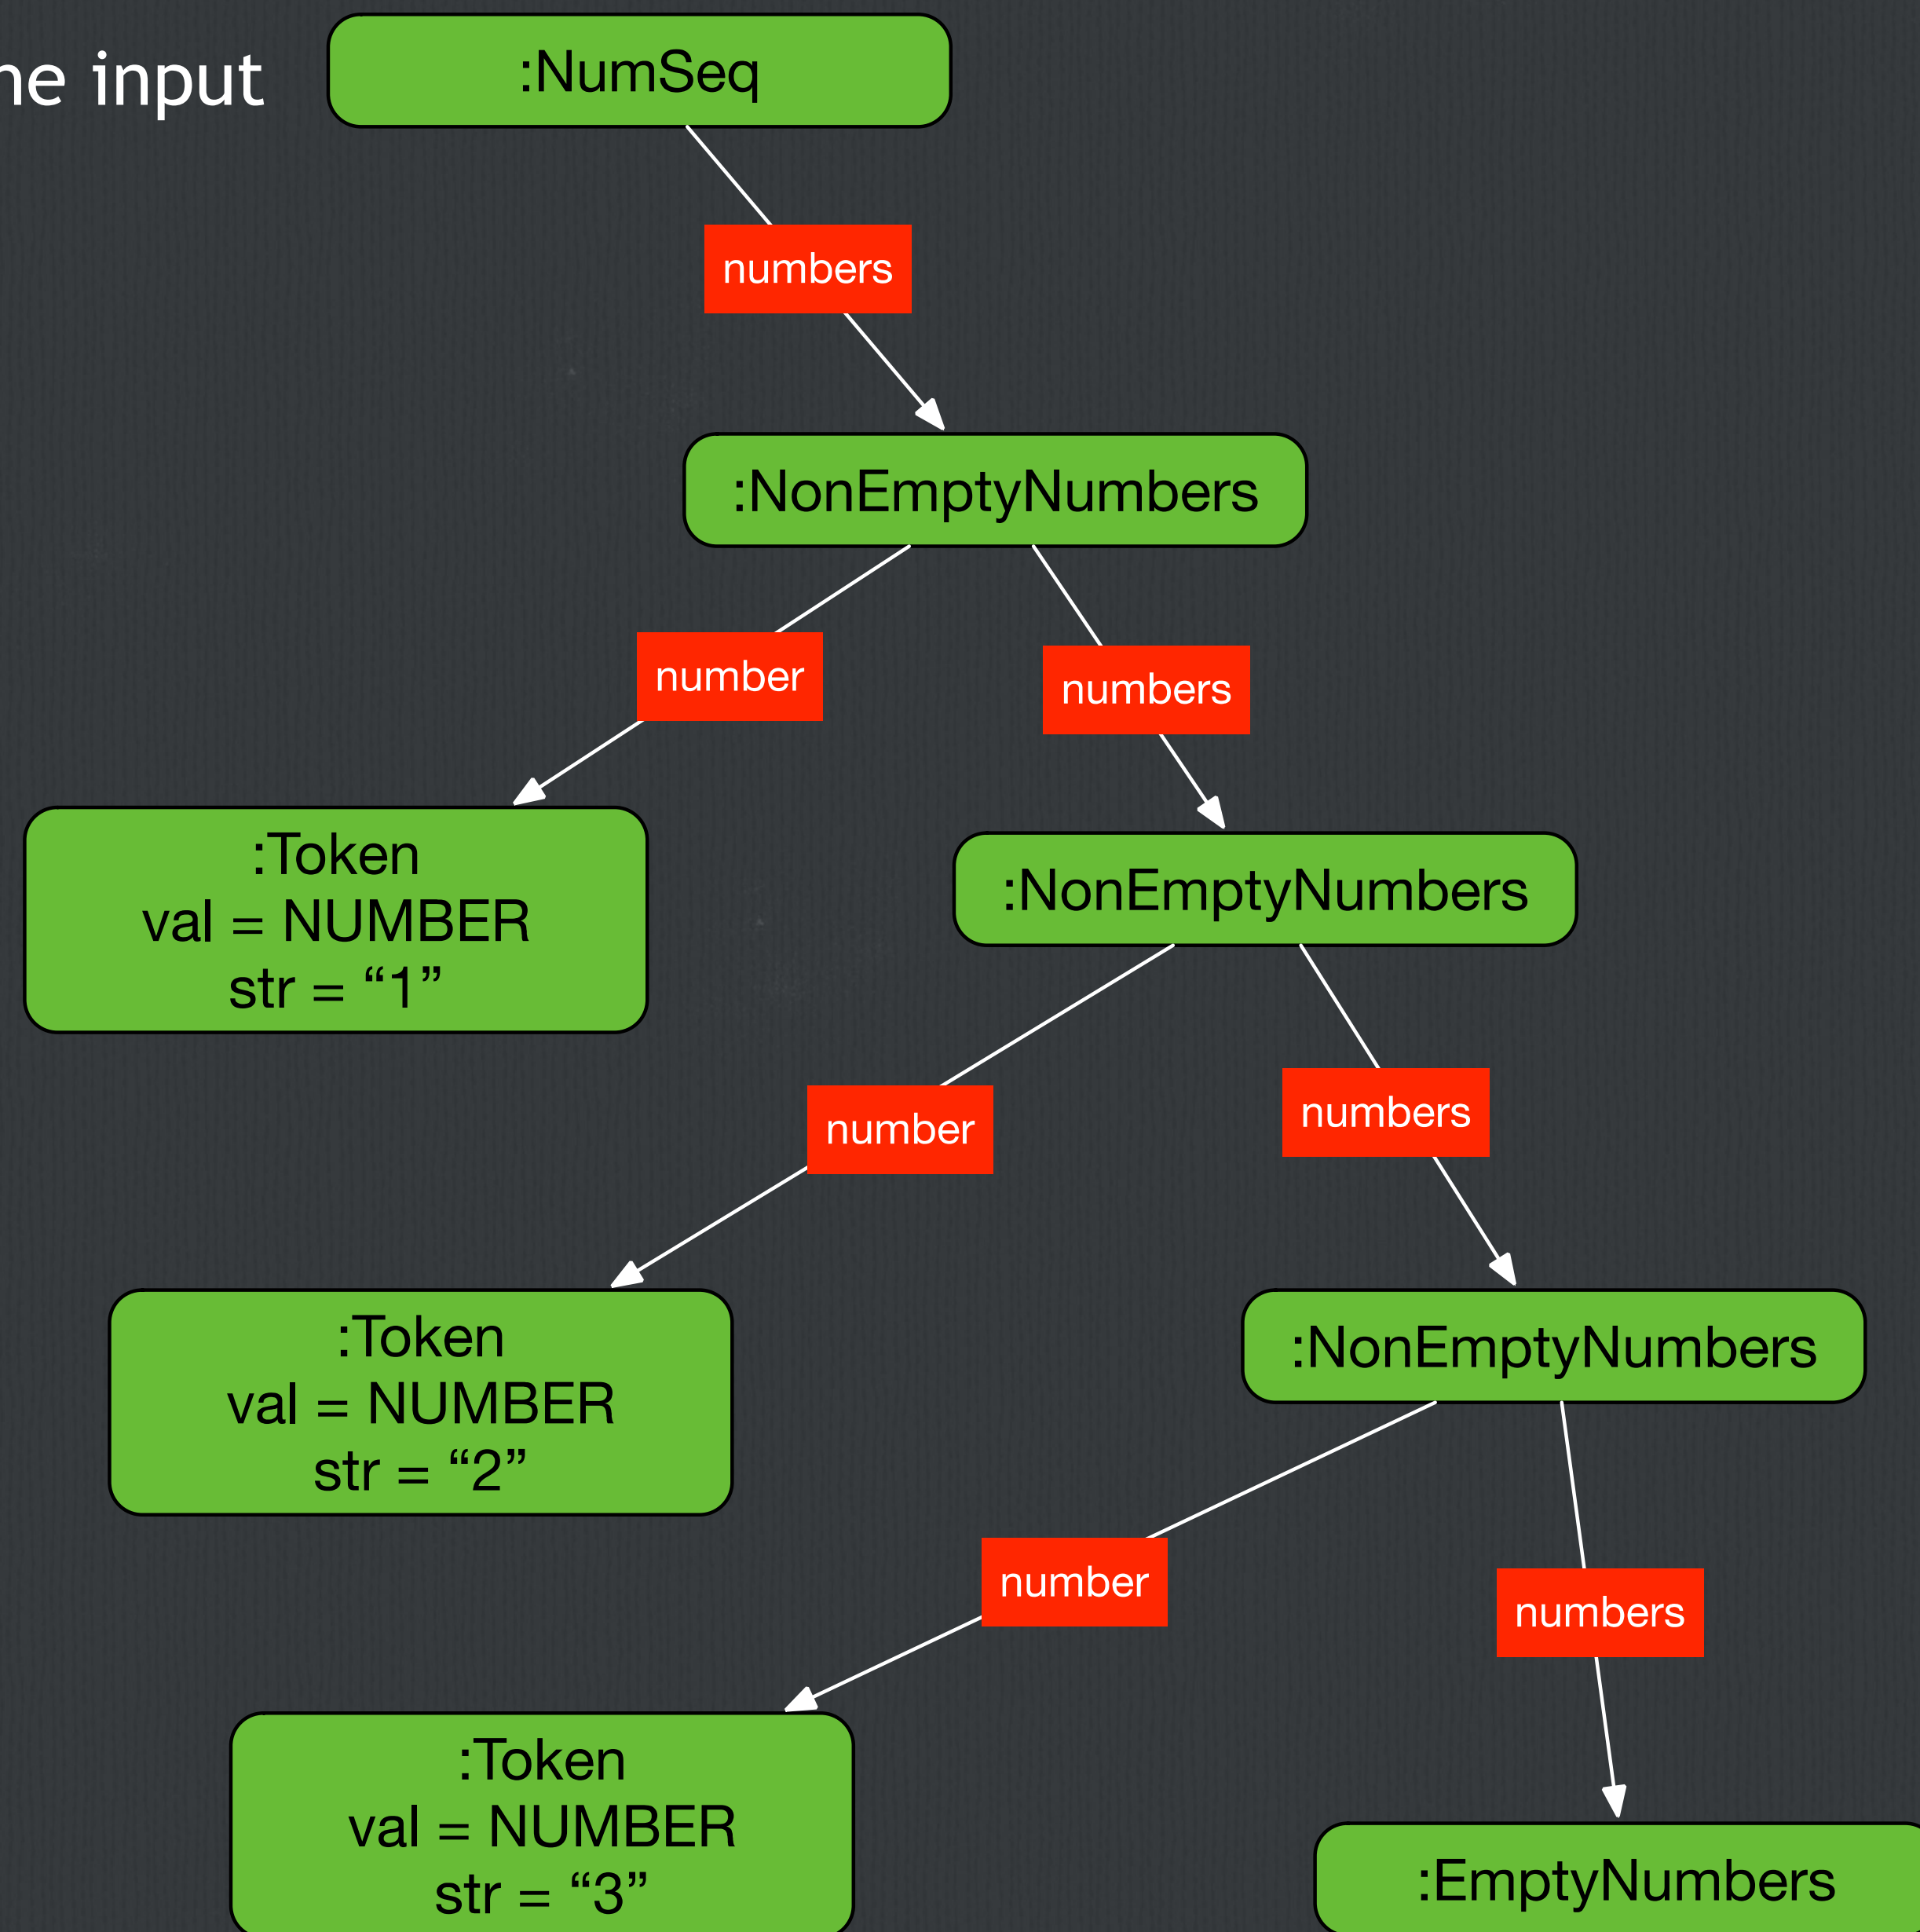 input
:NumSeq
numbers
:NonEmptyNumbers
number
numbers
:Token
val = NUMBER
str = “1”
:NonEmptyNumbers
number
numbers
:Token
val = NUMBER
str = “2”
:NonEmptyNumbers
number
numbers
:Token
val = NUMBER
str = “3”
:EmptyNumbers